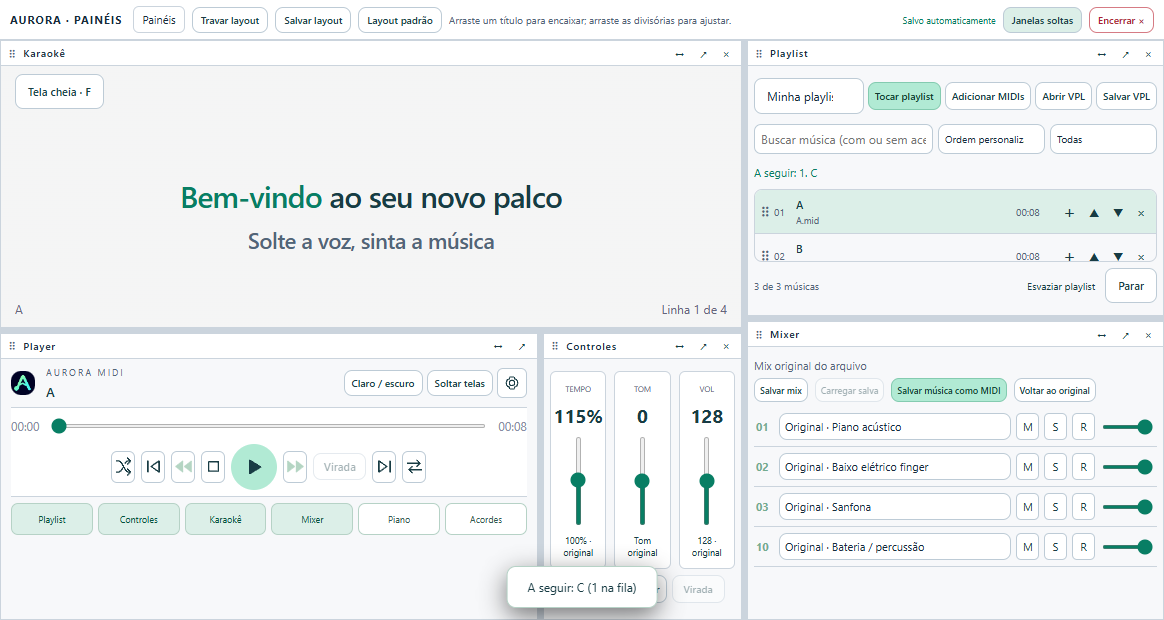 AURORA · PAINÉIS
Painéis
Travar layout
Salvar layout
Layout padrão
Arraste um título para encaixar; arraste as divisórias para ajustar.
Salvo automaticamente
Janelas soltas
Encerrar ×
Karaokê
Tela cheia · F
Bem-vindo ao seu novo palco
Solte a voz, sinta a música
A
Linha 1 de 4
Playlist
Minha playli
Tocar playlist
Adicionar MIDIs
Abrir VPL
Salvar VPL
Buscar música (com ou sem ace
Ordem personaliz
Todas
A seguir: 1. C
01
A
A.mid
00:08
02
B
00:08
3 de 3 músicas
Esvaziar playlist
Parar
Player
AURORA MIDI
A
Claro / escuro
Soltar telas
00:00
00:08
Virada
Playlist
Controles
Karaokê
Mixer
Piano
Acordes
Controles
TEMPO
TOM
VOL
115%
0
128
100% ·
original
Tom
original
128 ·
original
Virada
A seguir: C (1 na fila)
Mixer
Mix original do arquivo
Salvar mix
Carregar salva
Salvar música como MIDI
Voltar ao original
01 Original · Piano acústico M S R
02 Original · Baixo elétrico finger M S R
03 Original · Sanfona M S R
10 Original · Bateria / percussão M S R